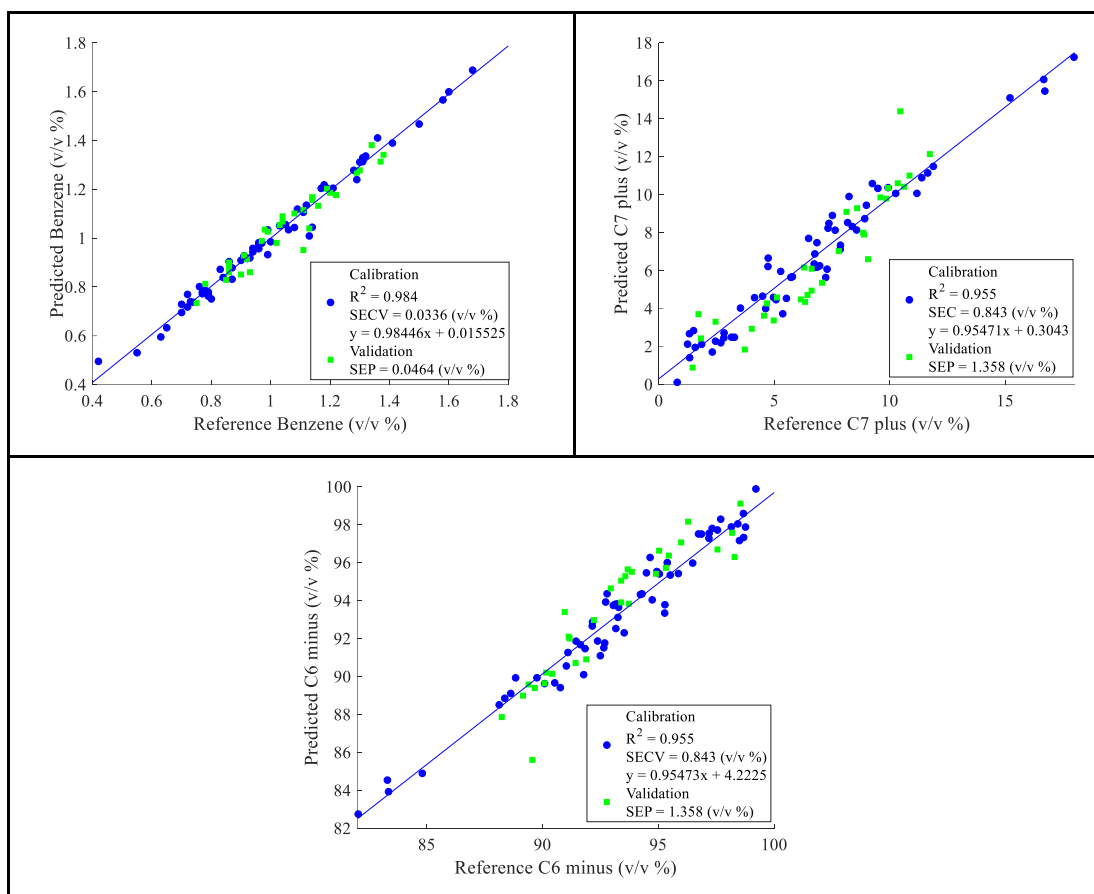 1.8
1.6
1.4
1.2
1
0.8
0.6
0.4
Predicted Benzene (v/v %)
0.4 0.6 0.8 1 1.2 1.4 1.6 1.8
Reference Benzene (v/v %)
Calibration
R² = 0.984
SECV = 0.0336 (v/v %)
y = 0.98446x + 0.015525
Validation
SEP = 0.0464 (v/v %)
18
16
14
12
10
8
6
4
2
0
Predicted C7 plus (v/v %)
0 5 10 15
Reference C7 plus (v/v %)
Calibration
R² = 0.955
SEC = 0.843 (v/v %)
y = 0.95471x + 0.3043
Validation
SEP = 1.358 (v/v %)
100
98
96
94
92
90
88
86
84
82
Predicted C6 minus (v/v %)
85 90 95 100
Reference C6 minus (v/v %)
Calibration
R² = 0.955
SECV = 0.843 (v/v %)
y = 0.95473x + 4.2225
Validation
SEP = 1.358 (v/v %)